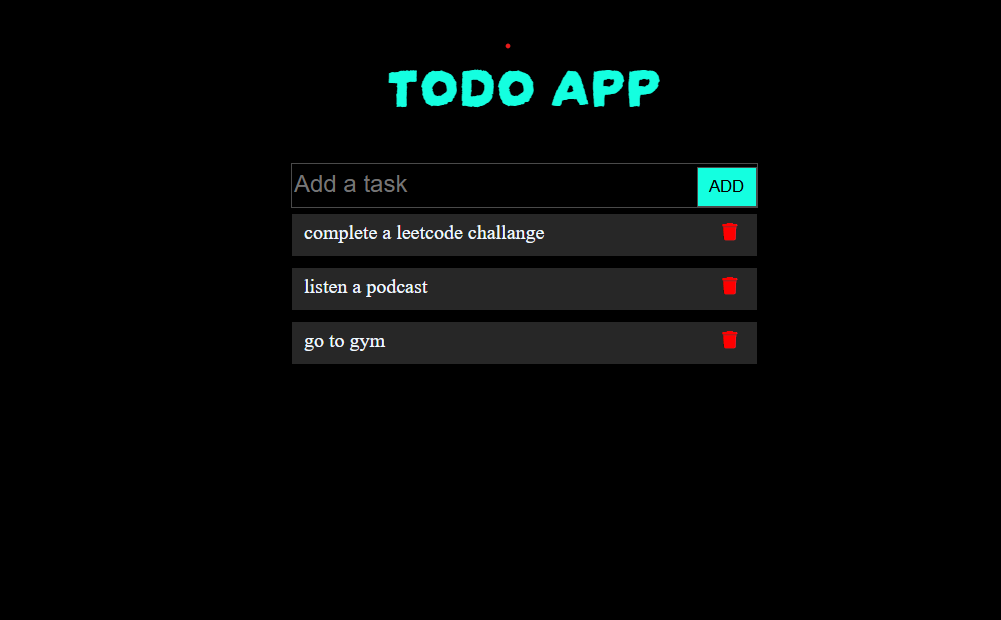 TODO APP
Add a task
ADD
complete a leetcode challange
listen a podcast
go to gym